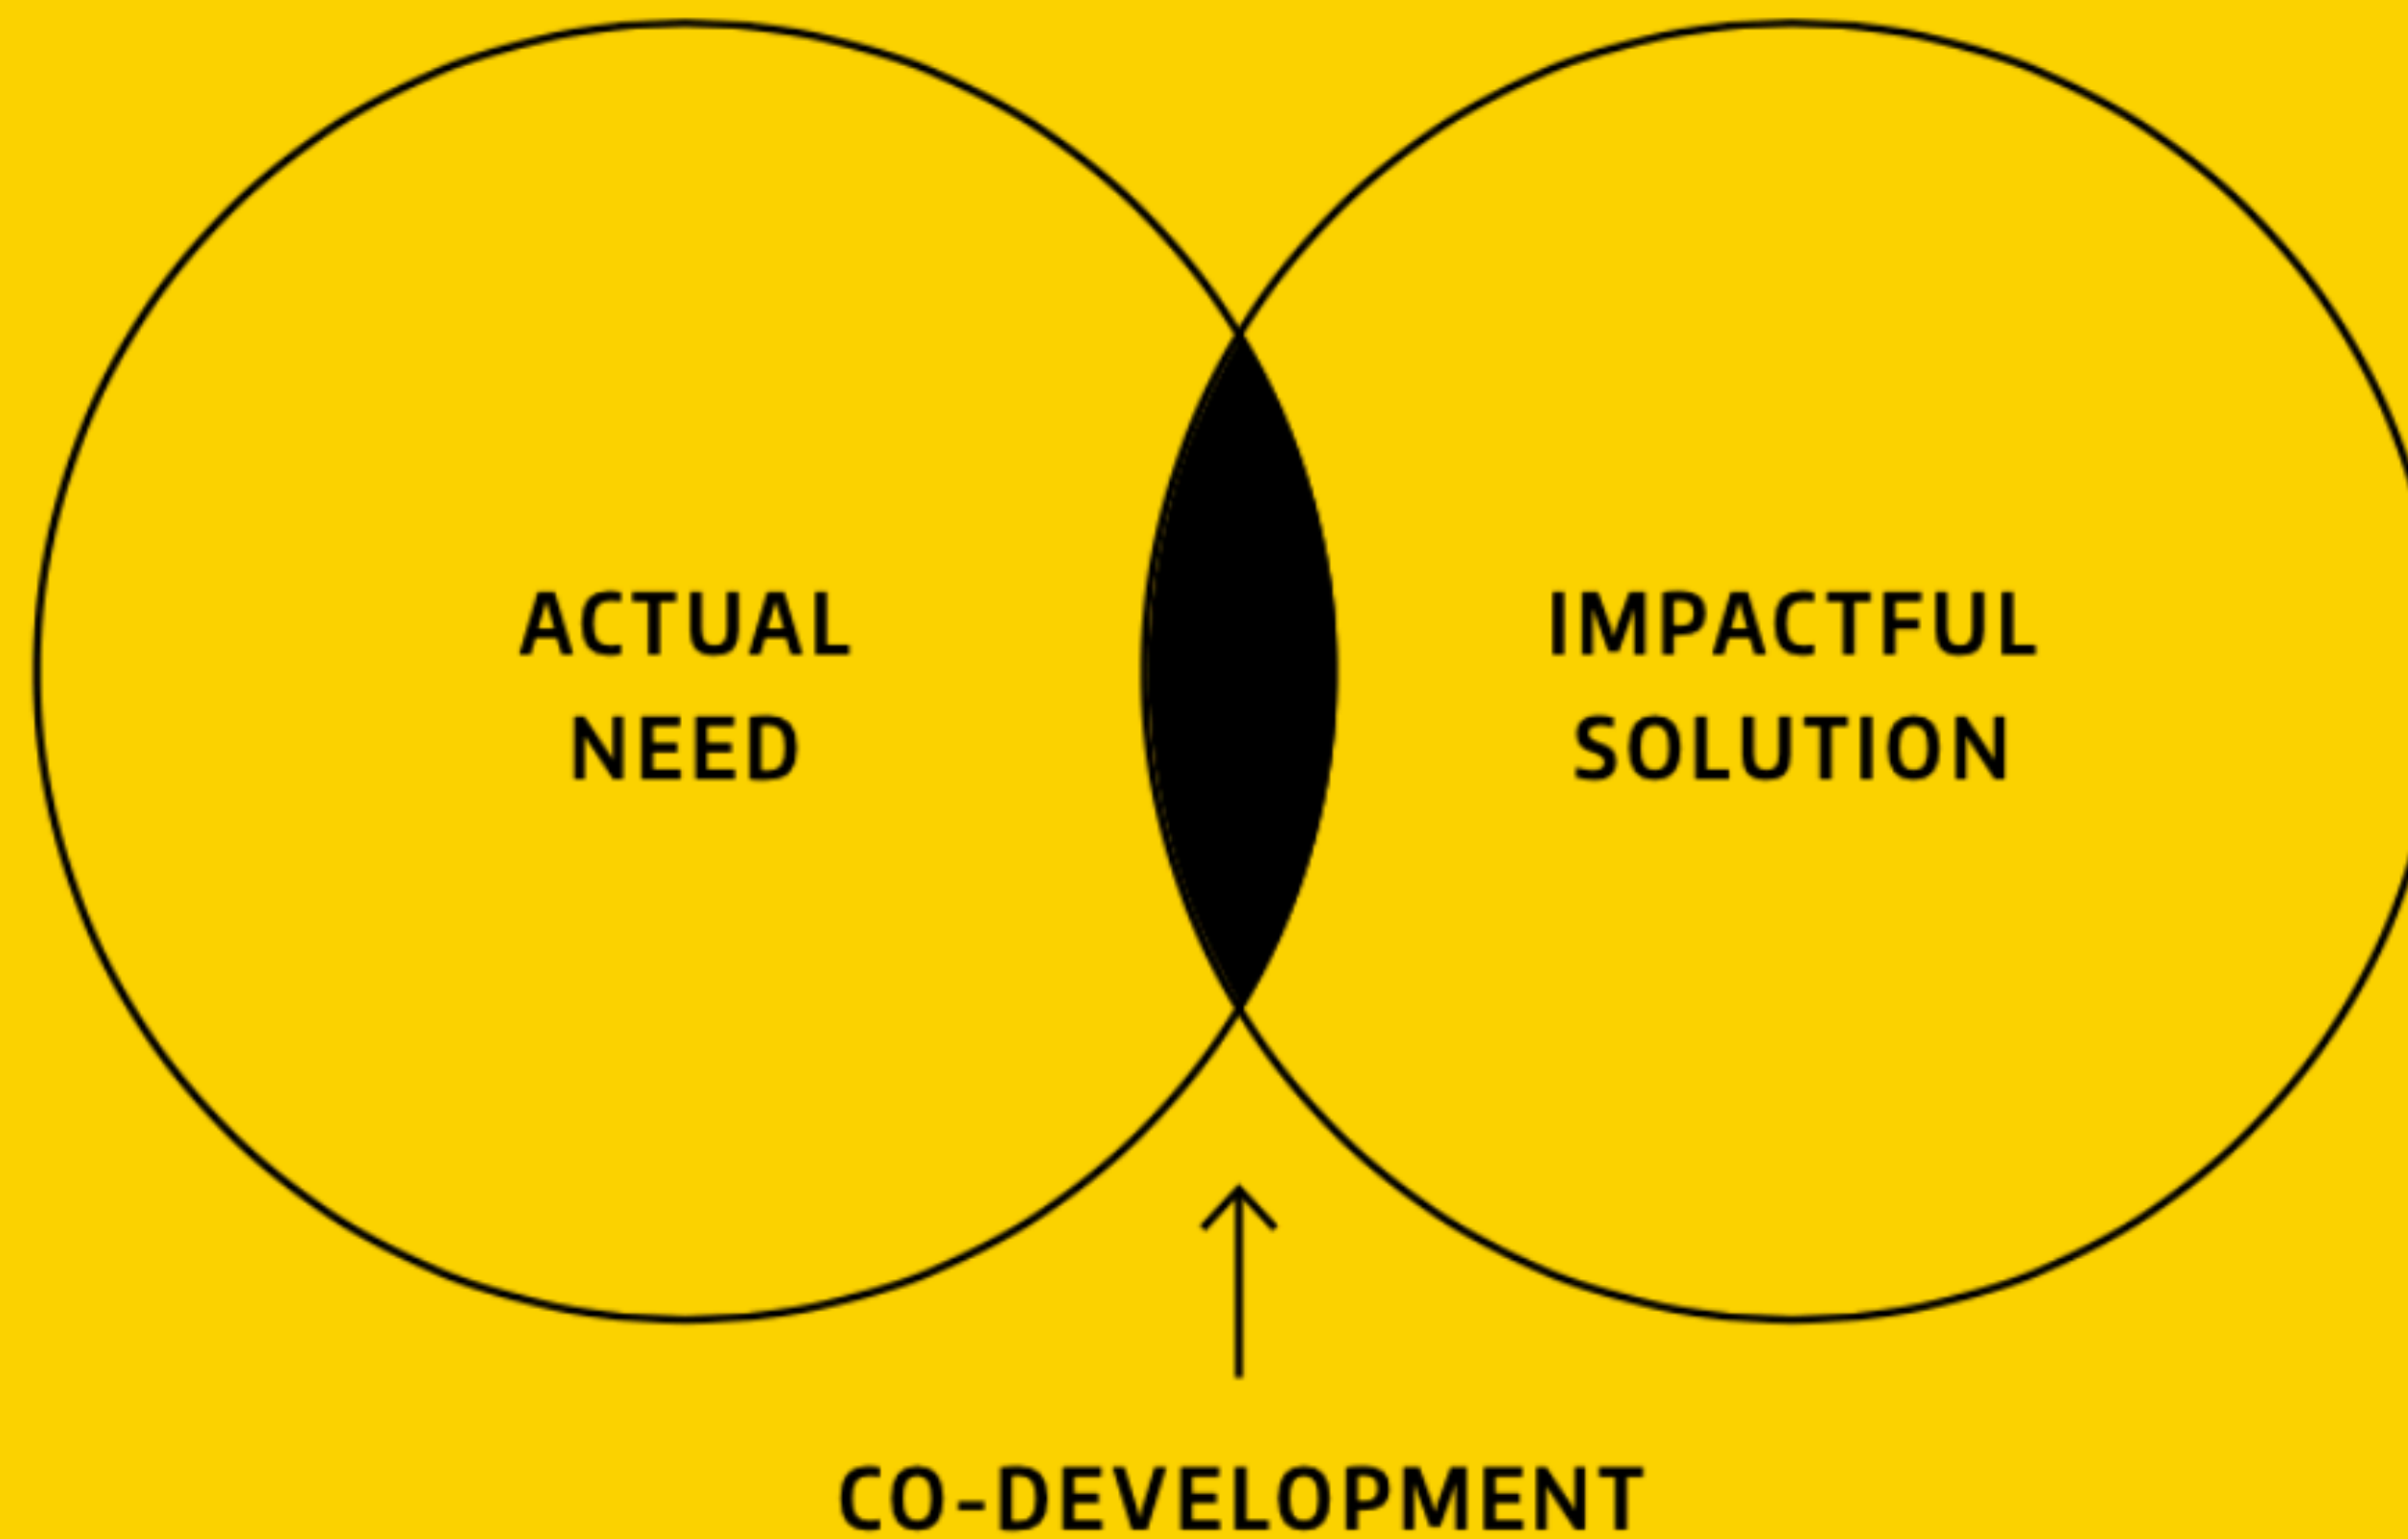 ACTUAL
NEED
IMPACTFUL
SOLUTION
CO-DEVELOPMENT